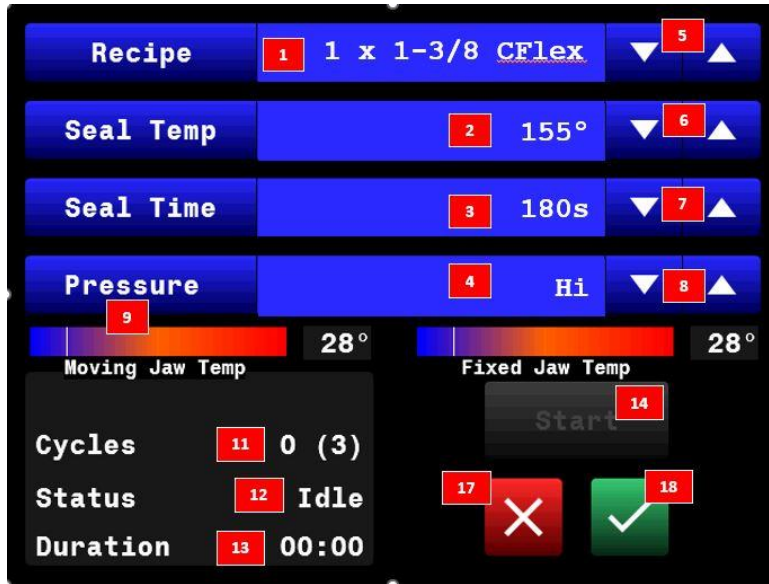 Recipe 1 1 x 1-3/8 CFlex 5
Seal Temp 2 155° 6
Seal Time 3 180s 7
Pressure 4 Hi 8
9
28° 28°
Moving Jaw Temp Fixed Jaw Temp
14
Start
Cycles 11 0 (3)
17 18
Status 12 Idle
Duration 13 00:00